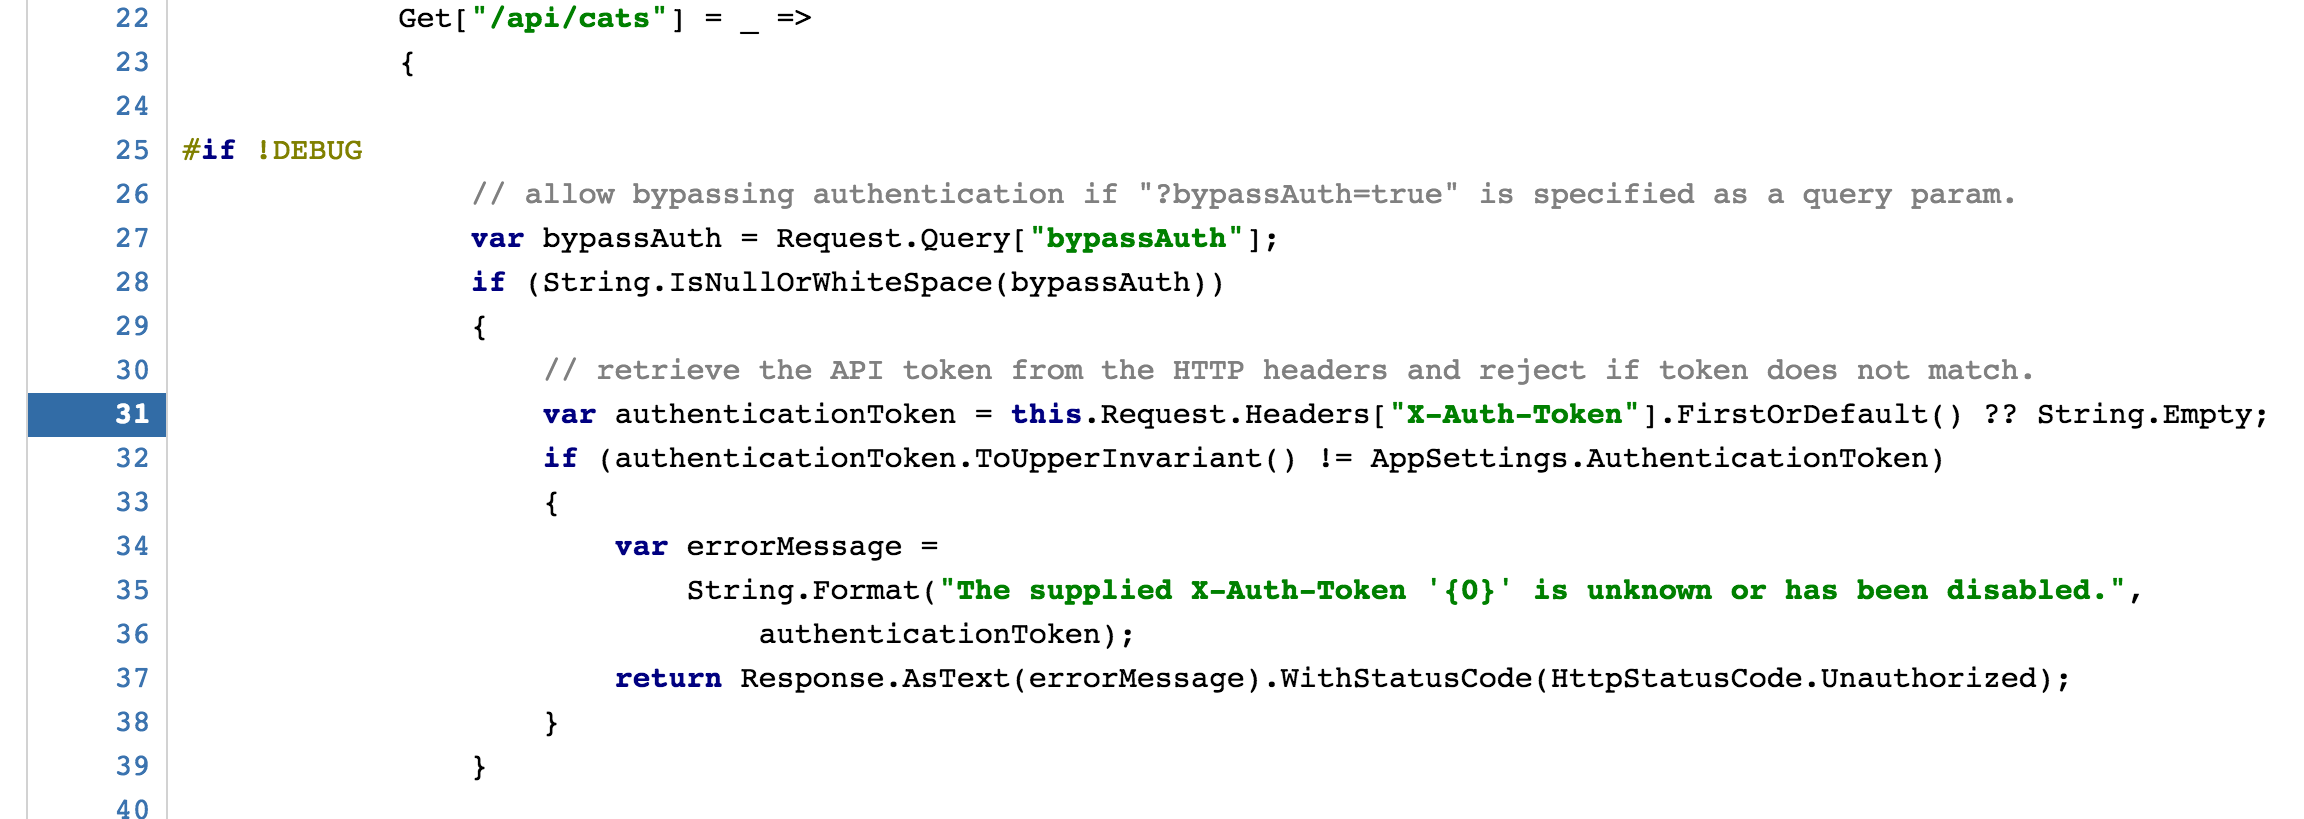 22 Get["/api/cats"] = _ =>
23 {
24
25 #if !DEBUG
26 // allow bypassing authentication if "?bypassAuth=true" is specified as a query param.
27 var bypassAuth = Request.Query["bypassAuth"];
28 if (String.IsNullOrWhiteSpace(bypassAuth))
29 {
30 // retrieve the API token from the HTTP headers and reject if token does not match.
31 var authenticationToken = this.Request.Headers["X-Auth-Token"].FirstOrDefault() ?? String.Empty;
32 if (authenticationToken.ToUpperInvariant() != AppSettings.AuthenticationToken)
33 {
34 var errorMessage =
35 String.Format("The supplied X-Auth-Token '{0}' is unknown or has been disabled.",
36 authenticationToken);
37 return Response.AsText(errorMessage).WithStatusCode(HttpStatusCode.Unauthorized);
38 }
39 }
40